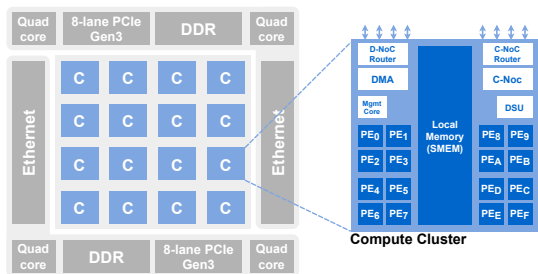 Quad core
8-lane PCIe Gen3
DDR
Quad core
Ethernet
C C C C
C C C C
C C C C
C C C C
Ethernet
Quad core
DDR
8-lane PCIe Gen3
Quad core
D-NoC Router
C-NoC Router
DMA
C-Noc
Mgmt Core
DSU
Local Memory (SMEM)
PE0 PE1
PE8 PE9
PE2 PE3
PEA PEB
PE4 PE5
PED PEC
PE6 PE7
PEE PEF
Compute Cluster